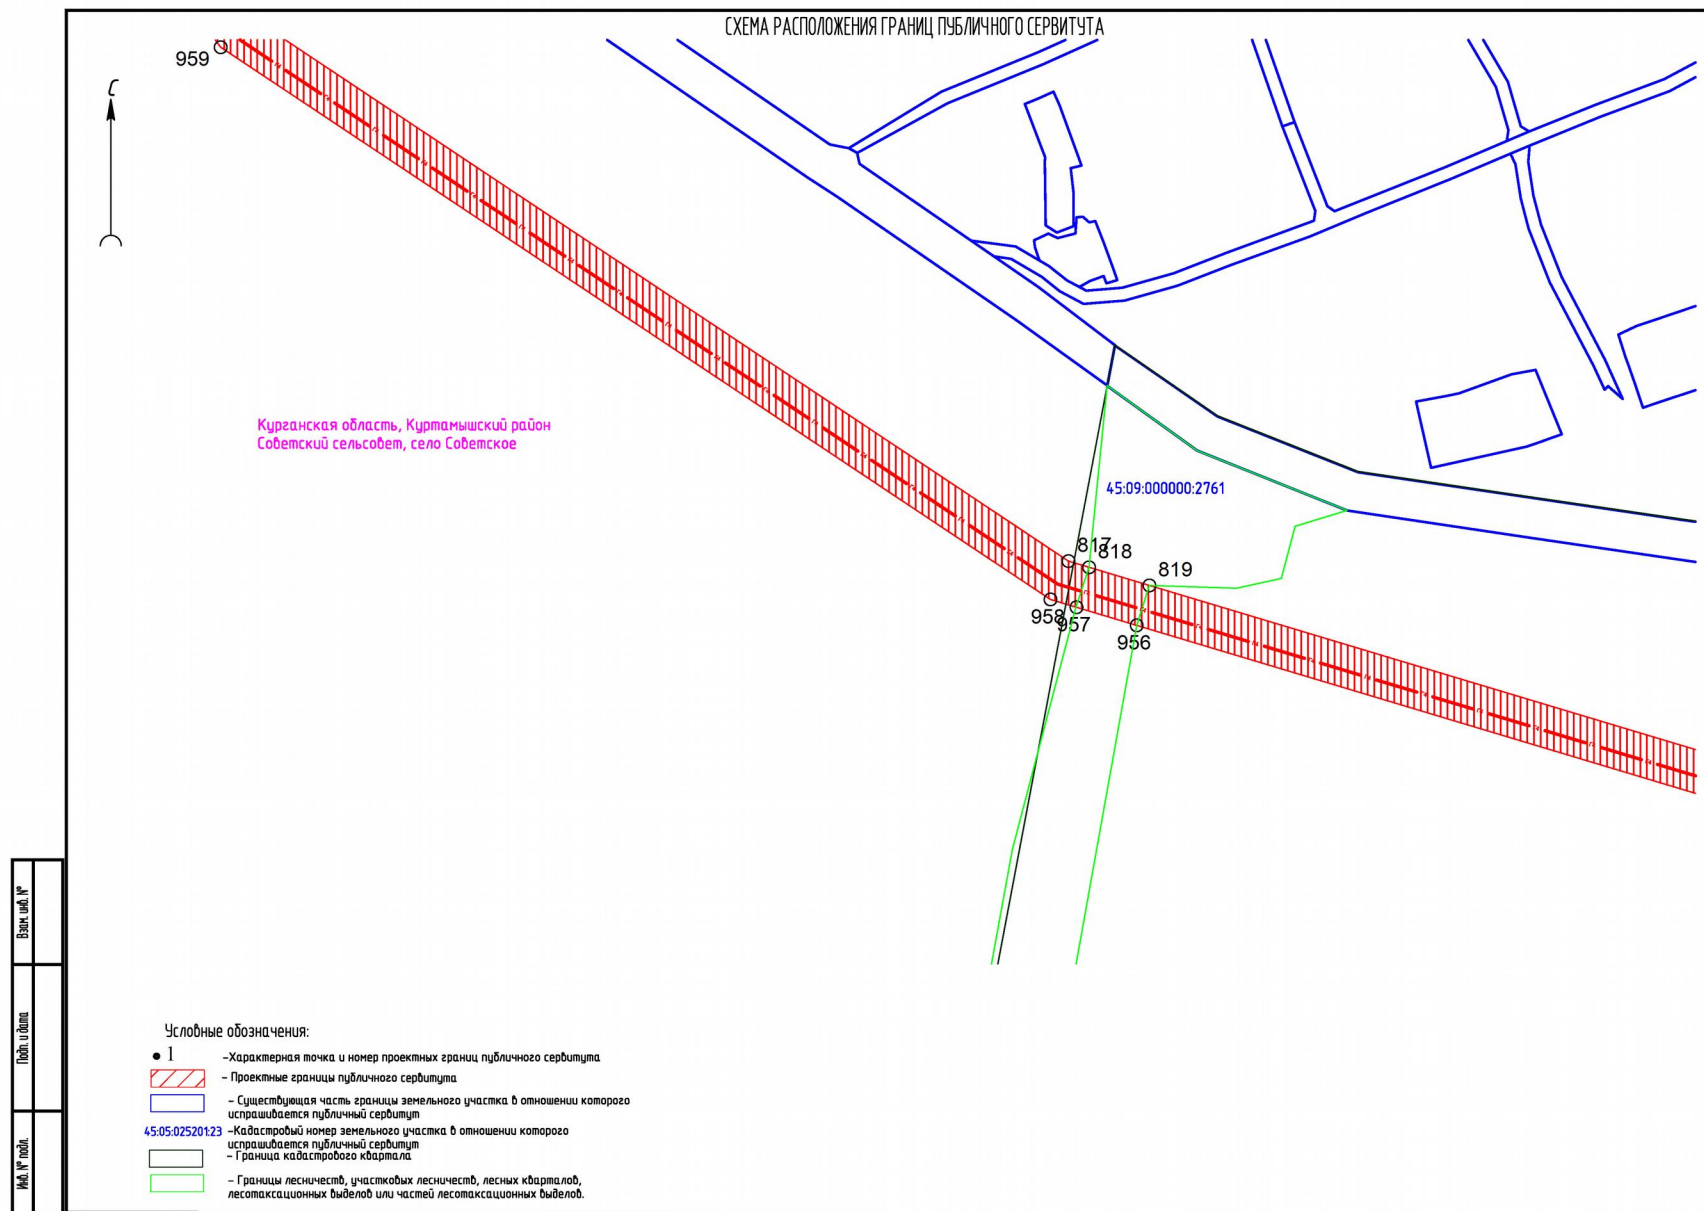 СХЕМА РАСПОЛОЖЕНИЯ ГРАНИЦ ПУБЛИЧНОГО СЕРВИТУТА
959
С
Курганская область, Куртамышский район
Советский сельсовет, село Советское
45:09:000000:2761
817
818
819
958
957
956
Взам. инв. №
Подп. и дата
Инв. № подл.
Условные обозначения:
1 -Характерная точка и номер проектных границ публичного сервитута
- Проектные границы публичного сервитута
- Существующая часть границы земельного участка в отношении которого
испрашивается публичный сервитут
45:05:025201:23 -Кадастровый номер земельного участка в отношении которого
испрашивается публичный сервитут
- Граница кадастрового квартала
- Границы лесничеств, участковых лесничеств, лесных кварталов,
лесотаксационных выделов или частей лесотаксационных выделов.